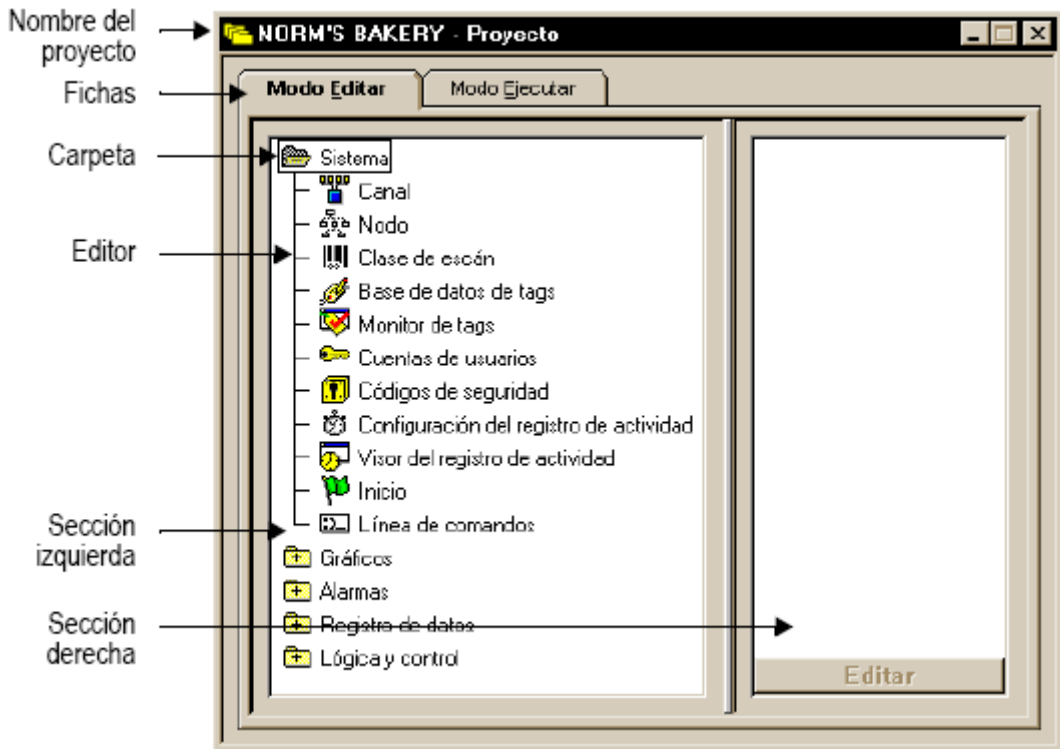 Nombre del
proyecto
NORM'S BAKERY - Proyecto
Fichas
Modo Editar
Modo Ejecutar
Carpeta
Sistema
Canal
Nodo
Editor
Clase de escán
Base de datos de tags
Monitor de tags
Cuentas de usuarios
Códigos de seguridad
Configuración del registro de actividad
Visor del registro de actividad
Inicio
Sección
izquierda
Línea de comandos
Gráficos
Alarmas
Sección
derecha
Registro de datos
Lógica y control
Editar